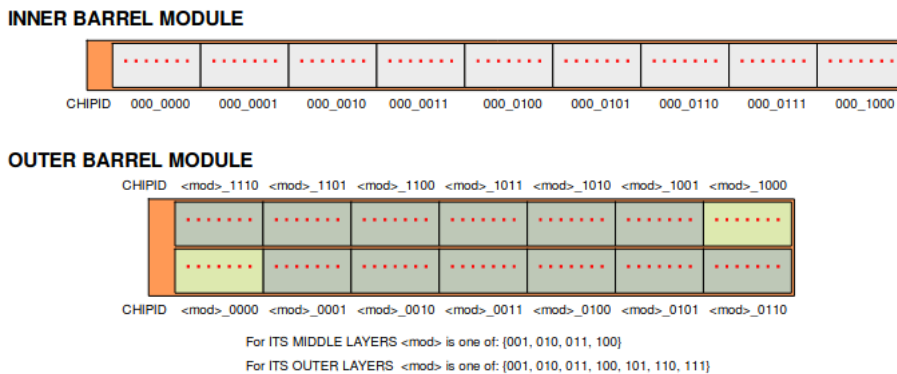 INNER BARREL MODULE
CHIPID 000_0000 000_0001 000_0010 000_0011 000_0100 000_0101 000_0110 000_0111 000_1000
OUTER BARREL MODULE
CHIPID <mod>_1110 <mod>_1101 <mod>_1100 <mod>_1011 <mod>_1010 <mod>_1001 <mod>_1000
CHIPID <mod>_0000 <mod>_0001 <mod>_0010 <mod>_0011 <mod>_0100 <mod>_0101 <mod>_0110
For ITS MIDDLE LAYERS <mod> is one of: {001, 010, 011, 100}
For ITS OUTER LAYERS <mod> is one of: {001, 010, 011, 100, 101, 110, 111}